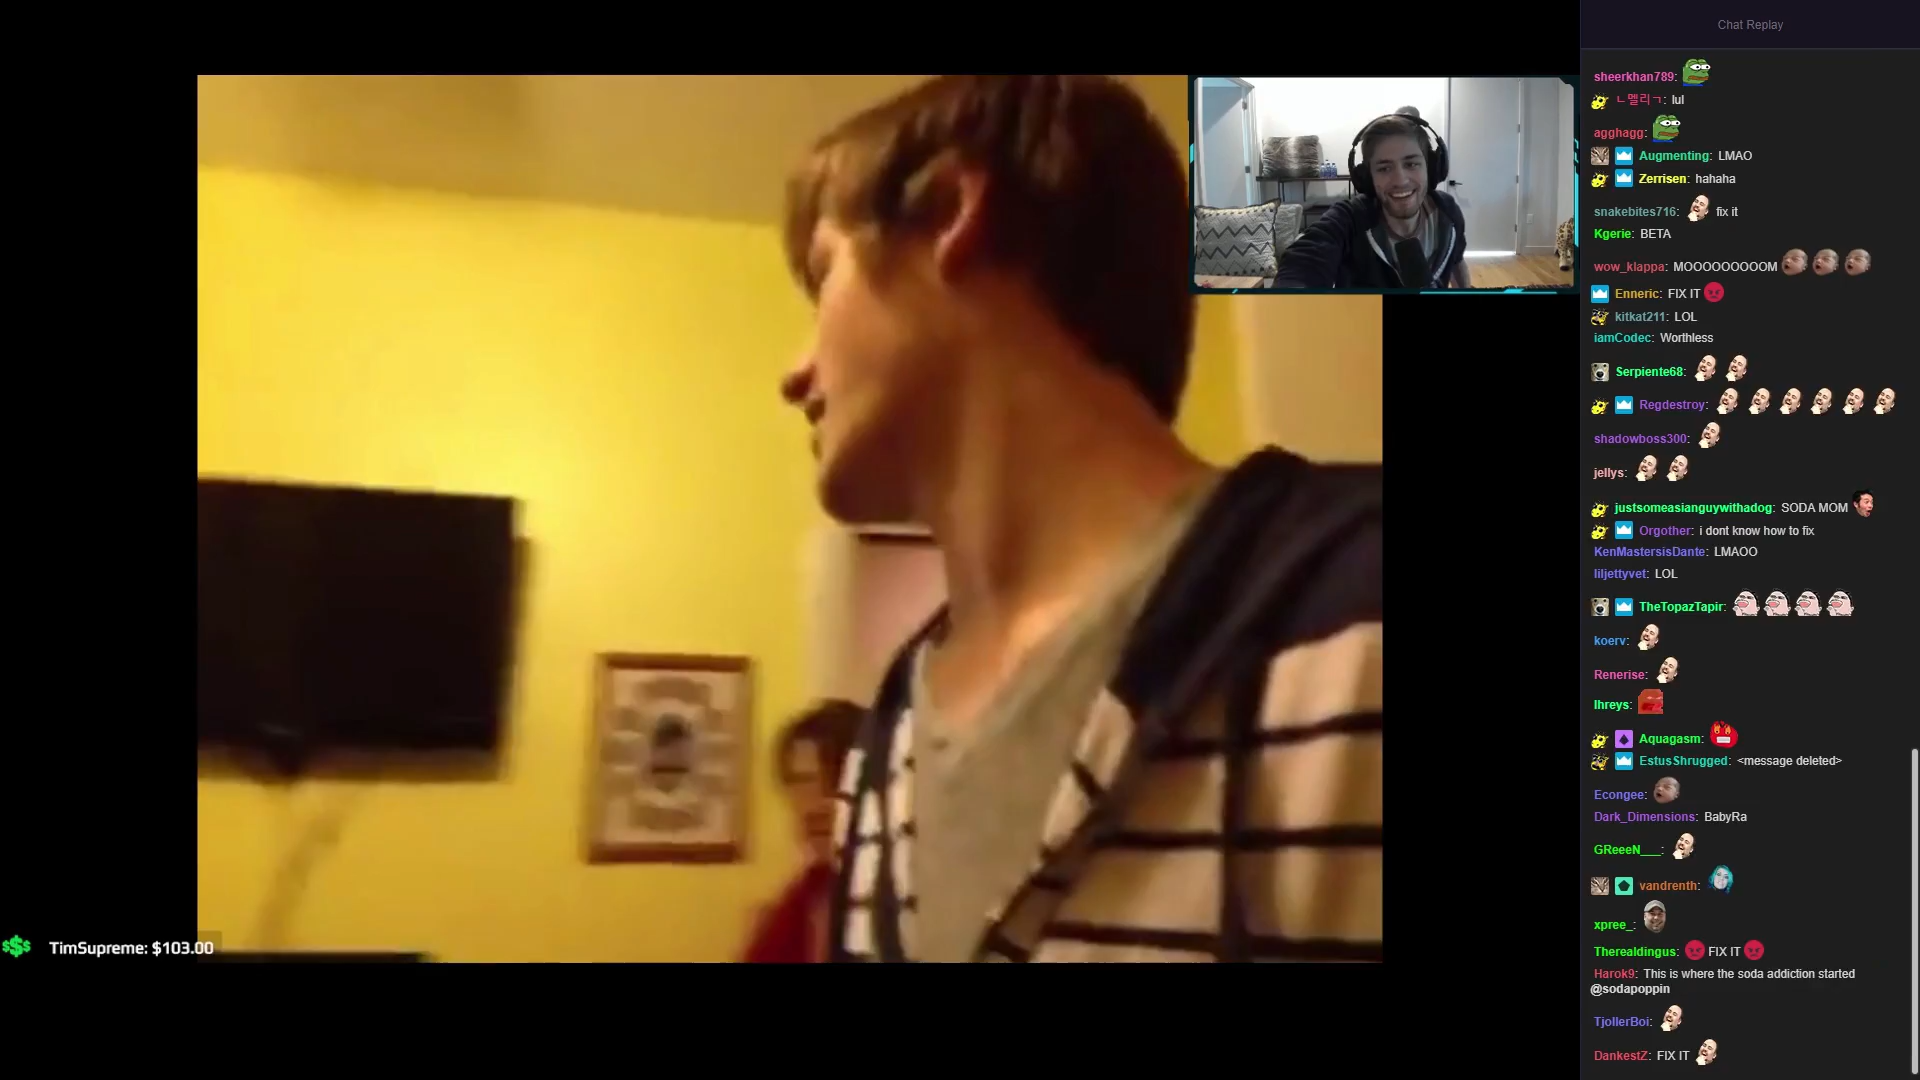 Chat Replay
sheerkhan789:
ㄴ멜리ㄱ: lul
agghagg:
Augmenting: LMAO
Zerrisen: hahaha
snakebites716: fix it
Kgerie: BETA
wow_klappa: MOOOOOOOOOM
Enneric: FIX IT
kitkat211: LOL
iamCodec: Worthless
Serpiente68:
Regdestroy:
shadowboss300:
jellys:
justsomeasianguywithadog: SODA MOM
Orgother: i dont know how to fix
KenMastersisDante: LMAOO
liljettyvet: LOL
TheTopazTapir:
koerv:
Renerise:
lhreys:
Aquagasm:
EstusShrugged: <message deleted>
Econgee:
Dark_Dimensions: BabyRa
GReeeN___:
vandrenth:
xpree_:
Therealdingus: FIX IT
Harok9: This is where the soda addiction started
@sodapoppin
TjollerBoi:
DankestZ: FIX IT
$$$ TimSupreme: $103.00